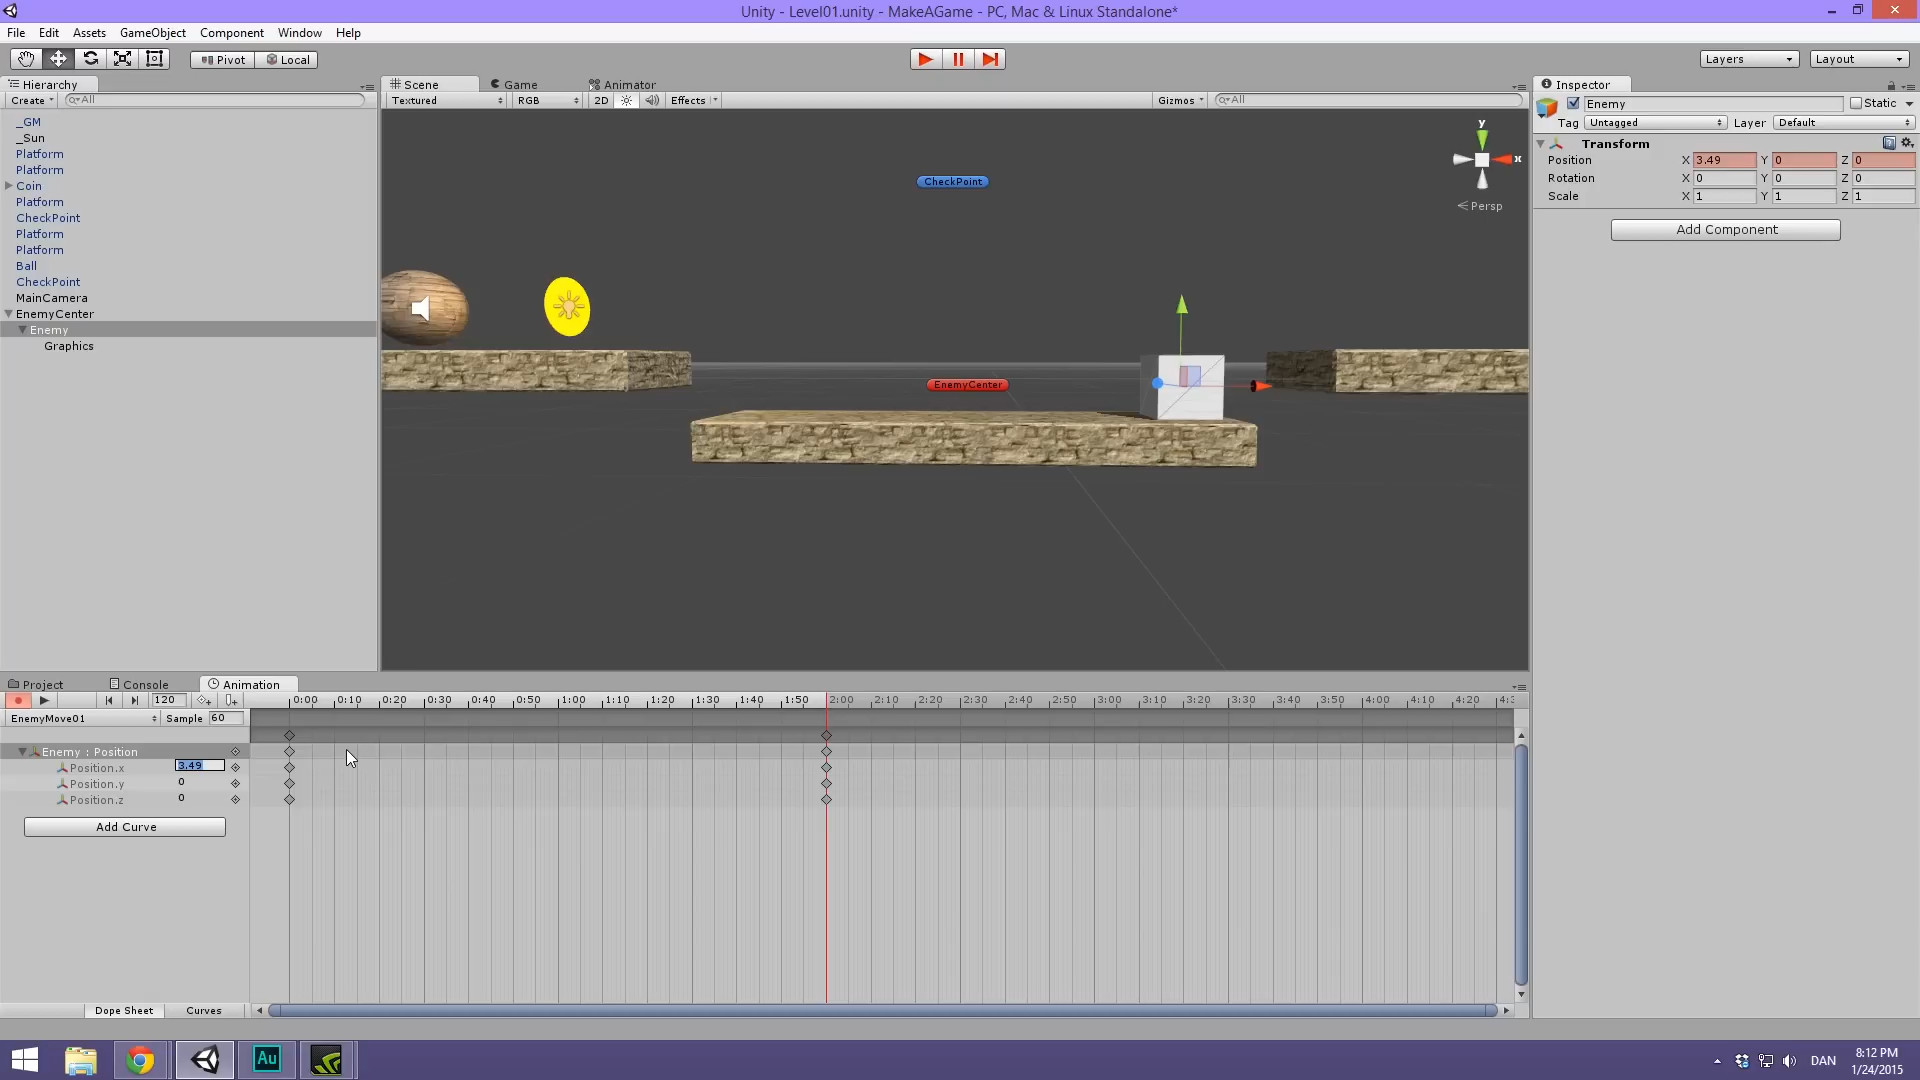 Unity - Level01.unity - MakeAGame - PC, Mac & Linux Standalone*
File Edit Assets GameObject Component Window Help
Pivot Local Layers Layout
Hierarchy
Create All
_GM
_Sun
Platform
Platform
Coin
Platform
CheckPoint
Platform
Platform
Ball
CheckPoint
MainCamera
EnemyCenter
Enemy
Graphics
Scene Game Animator
Textured RGB 2D Effects Gizmos All
CheckPoint
EnemyCenter
y
x
Persp
Inspector
Enemy Static
Tag Untagged Layer Default
Transform
Position X 3.49 Y 0 Z 0
Rotation X 0 Y 0 Z 0
Scale X 1 Y 1 Z 1
Add Component
Project Console Animation
120 0:00 0:10 0:20 0:30 0:40 0:50 1:00 1:10 1:20 1:30 1:40 1:50 2:00 2:10 2:20 2:30 2:40 2:50 3:00 3:10 3:20 3:30 3:40 3:50 4:00 4:10 4:20 4:3
EnemyMove01 Sample 60
Enemy : Position
Position.x 3.49
Position.y 0
Position.z 0
Add Curve
Dope Sheet Curves
Au
DAN
8:12 PM
1/24/2015